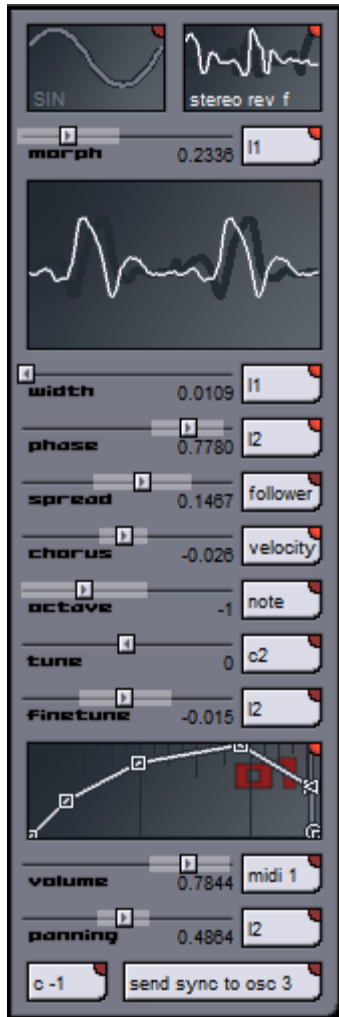 SIN
stereo rev f
morph 0.2336 l1
width 0.0109 l1
phase 0.7780 l2
spread 0.1467 follower
chorus -0.026 velocity
octave -1 note
tune 0 c2
finetune -0.015 l2
01
volume 0.7844 midi 1
panning 0.4864 l2
c -1 send sync to osc 3